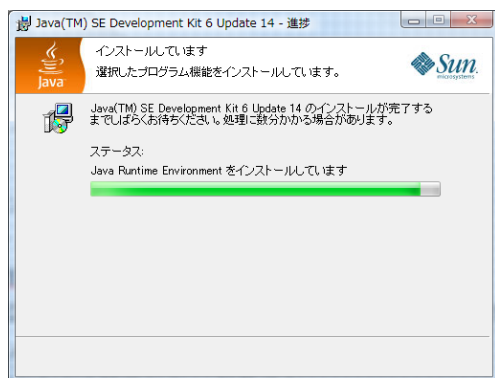 Java(TM) SE Development Kit 6 Update 14 - 進捗
インストールしています
選択したプログラム機能をインストールしています。
Java
Sun
microsystems
Java(TM) SE Development Kit 6 Update 14 のインストールが完了する
までしばらくお待ちください。処理に数分かかる場合があります。
ステータス:
Java Runtime Environment をインストールしています